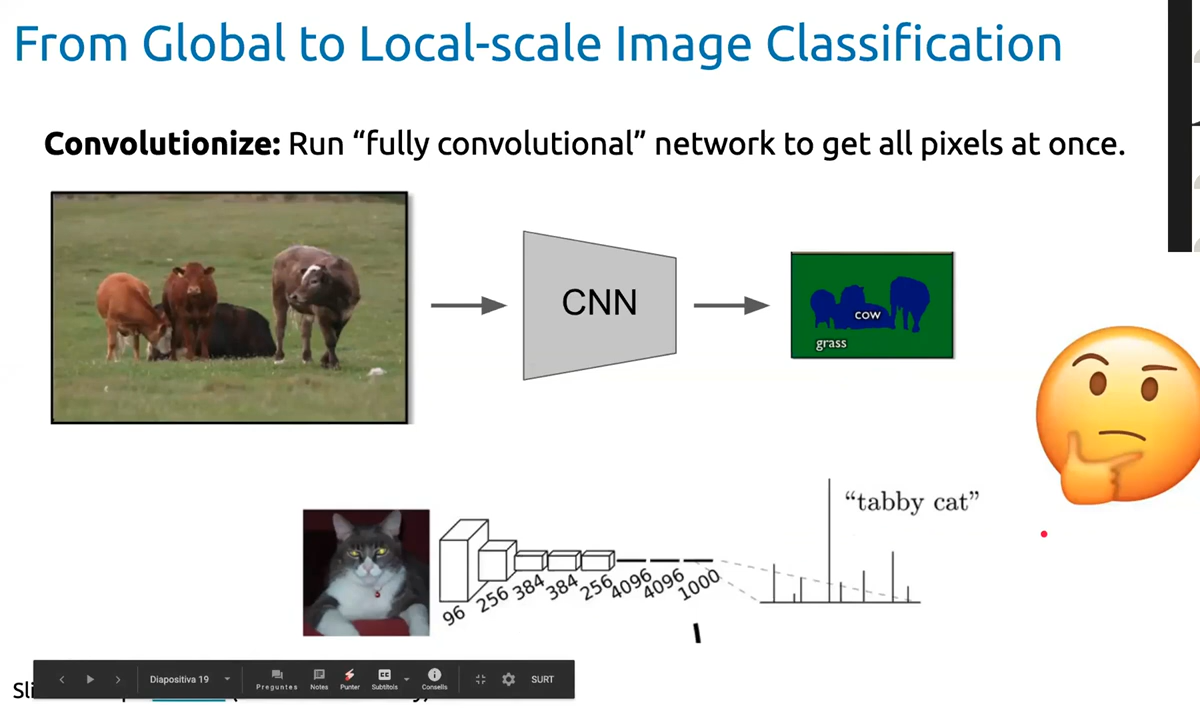 From Global to Local-scale Image Classification
Convolutionize: Run “fully convolutional” network to get all pixels at once.
CNN
cow
grass
“tabby cat”
96 256 384 384 256 4096 4096 1000
Diapositiva 19
Preguntes Notes Punter Subtítols Consells SURT